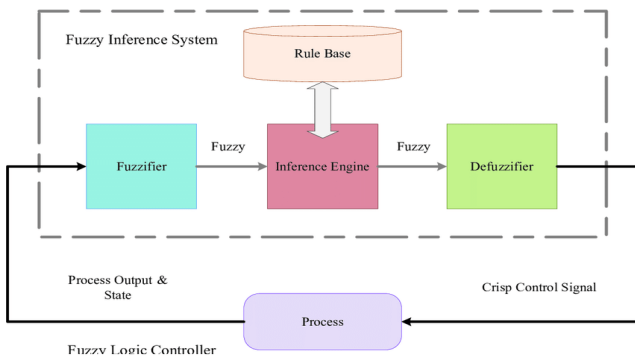 Fuzzy Inference System
Rule Base
Fuzzifier
Fuzzy
Inference Engine
Fuzzy
Defuzzifier
Process Output &
State
Crisp Control Signal
Process
Fuzzy Logic Controller